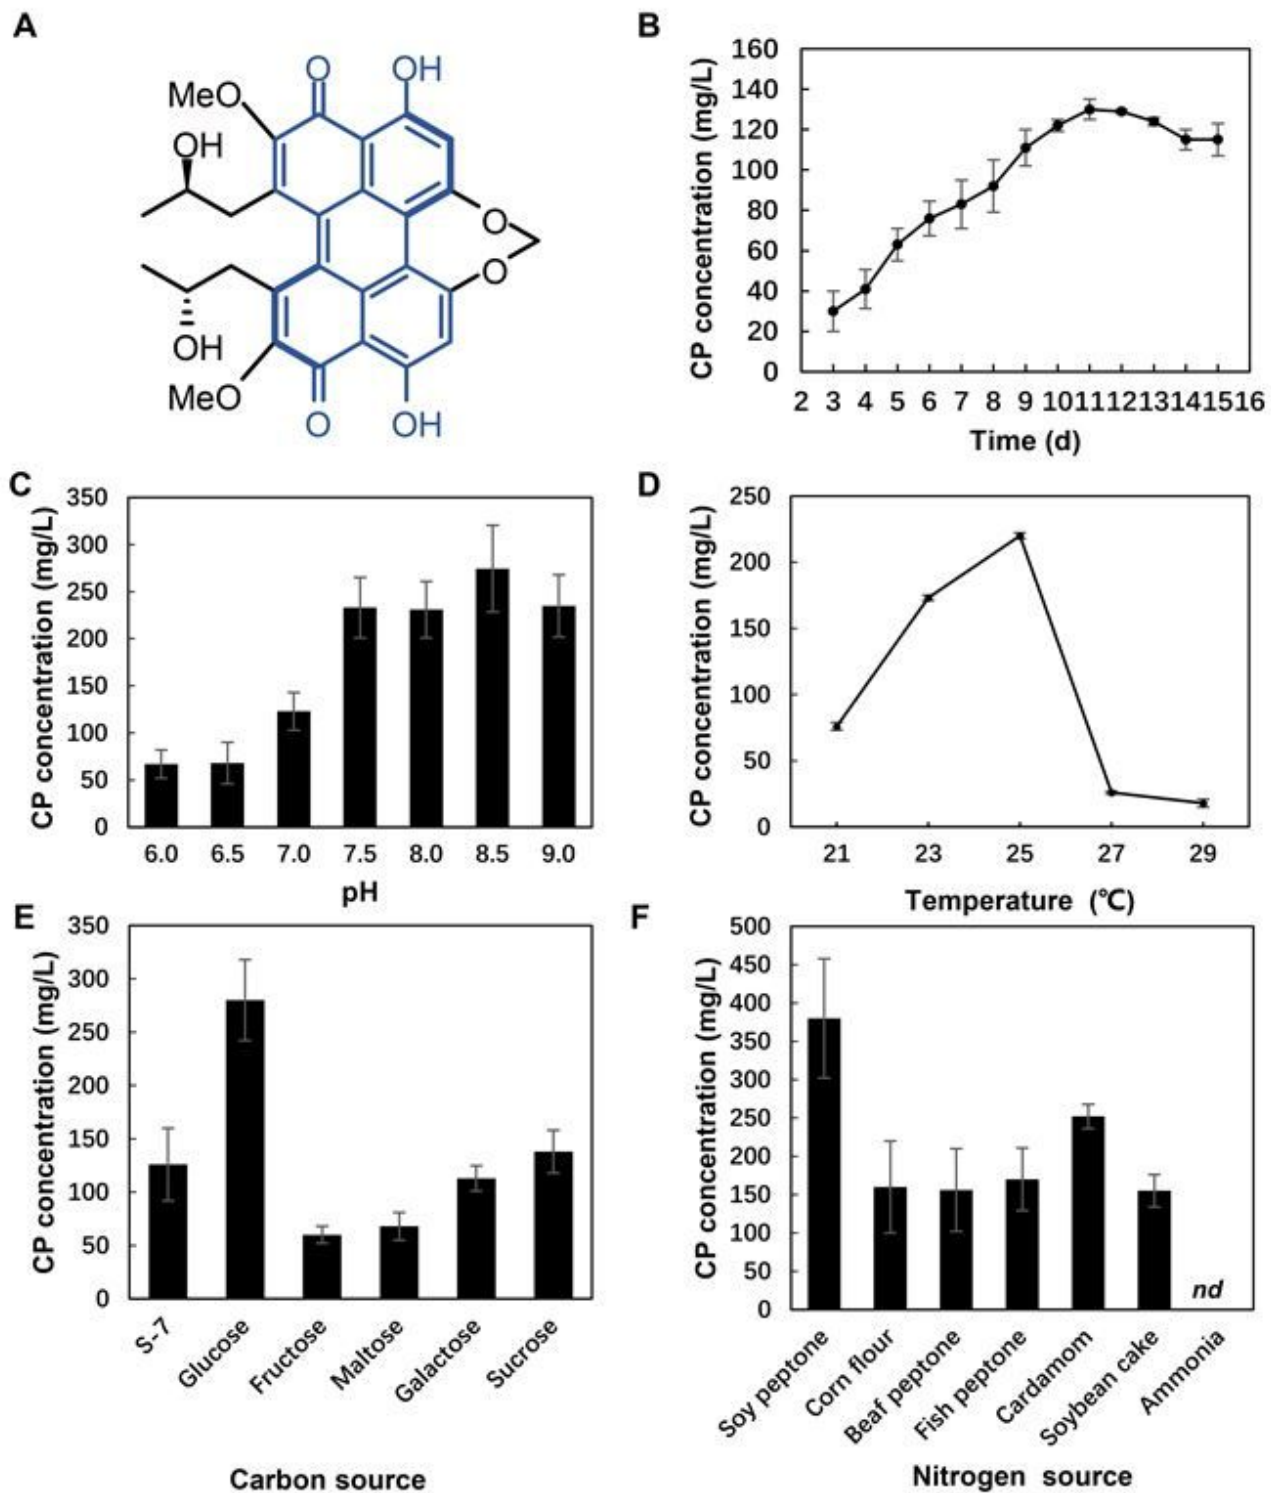 A
O
OH
MeO
OH
O
O
OH
MeO
O
OH
B
CP concentration (mg/L)
160
140
120
100
80
60
40
20
0
2 3 4 5 6 7 8 9 10 11 12 13 14 15 16
Time (d)
C
CP concentration (mg/L)
350
300
250
200
150
100
50
0
6.0 6.5 7.0 7.5 8.0 8.5 9.0
pH
D
CP concentration (mg/L)
250
200
150
100
50
0
21 23 25 27 29
Temperature (℃)
E
CP concentration (mg/L)
350
300
250
200
150
100
50
0
S-7
Glucose
Fructose
Maltose
Galactose
Sucrose
Carbon source
F
CP concentration (mg/L)
500
450
400
350
300
250
200
150
100
50
0
nd
Soy peptone
Corn flour
Beaf peptone
Fish peptone
Cardamom
Soybean cake
Ammonia
Nitrogen source